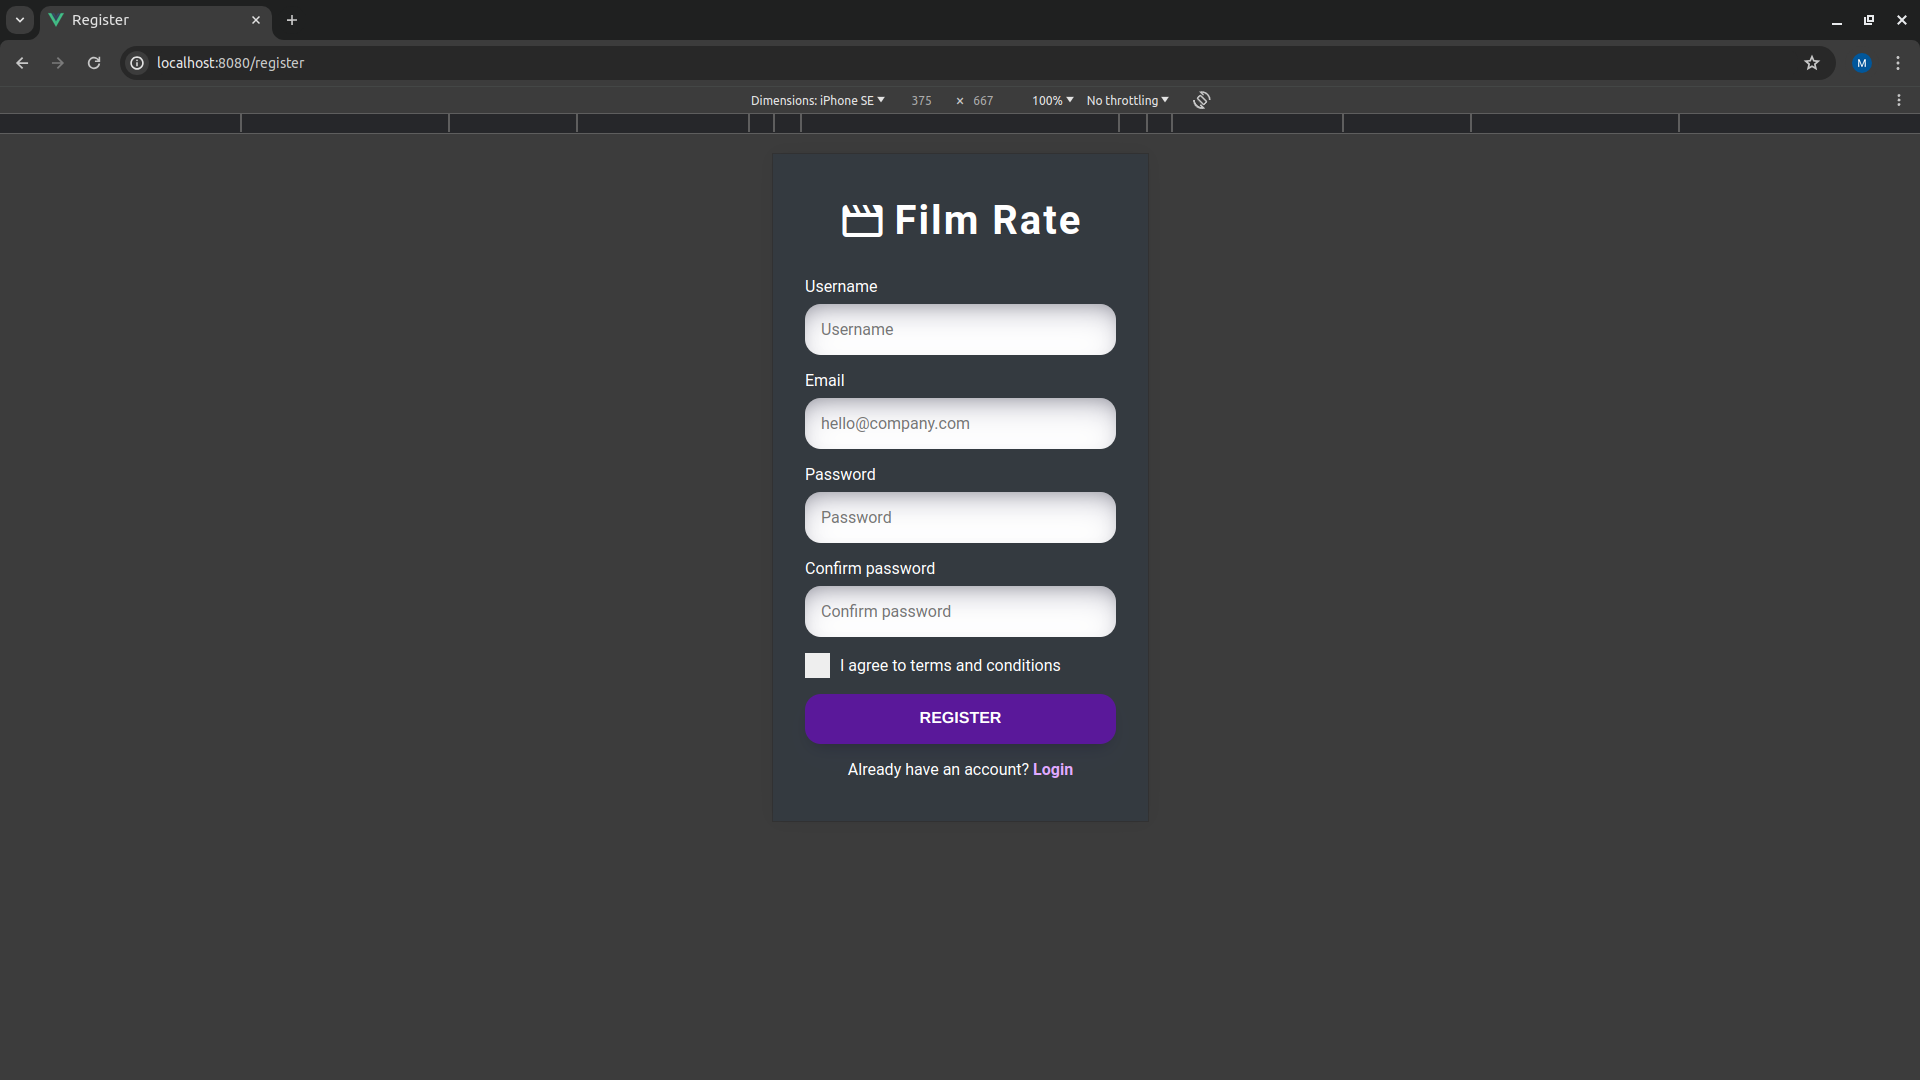 Register
localhost:8080/register
M
Dimensions: iPhone SE 375 × 667 100% No throttling
Film Rate
Username
Username
Email
hello@company.com
Password
Password
Confirm password
Confirm password
I agree to terms and conditions
REGISTER
Already have an account? Login